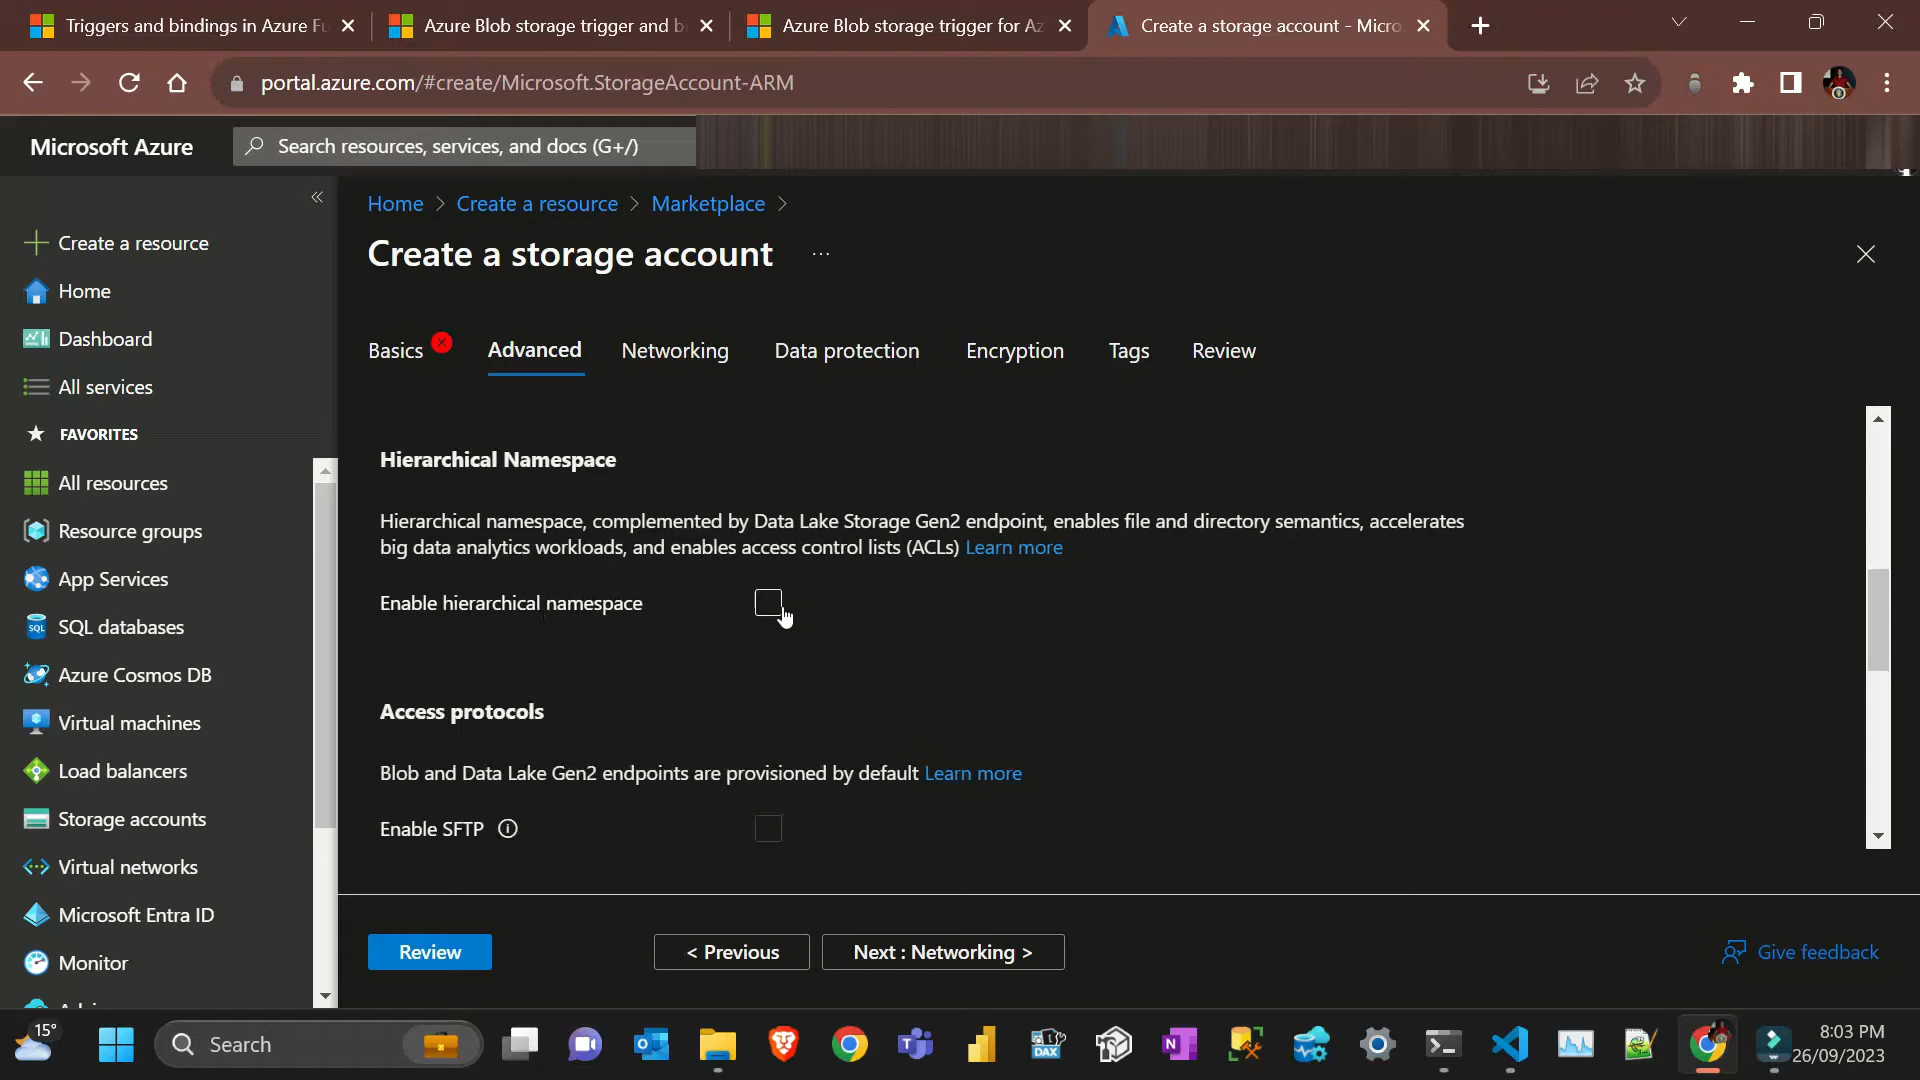 Triggers and bindings in Azure Fu
Azure Blob storage trigger and b
Azure Blob storage trigger for Az
Create a storage account - Micro
portal.azure.com/#create/Microsoft.StorageAccount-ARM
Microsoft Azure
Search resources, services, and docs (G+/)
Home > Create a resource > Marketplace >
Create a storage account ...
Create a resource
Home
Dashboard
All services
FAVORITES
All resources
Resource groups
App Services
SQL databases
Azure Cosmos DB
Virtual machines
Load balancers
Storage accounts
Virtual networks
Microsoft Entra ID
Monitor
Basics
Advanced
Networking
Data protection
Encryption
Tags
Review
Hierarchical Namespace
Hierarchical namespace, complemented by Data Lake Storage Gen2 endpoint, enables file and directory semantics, accelerates
big data analytics workloads, and enables access control lists (ACLs) Learn more
Enable hierarchical namespace
Access protocols
Blob and Data Lake Gen2 endpoints are provisioned by default Learn more
Enable SFTP
Review
< Previous
Next : Networking >
Give feedback
15°
Search
DAX
8:03 PM
26/09/2023